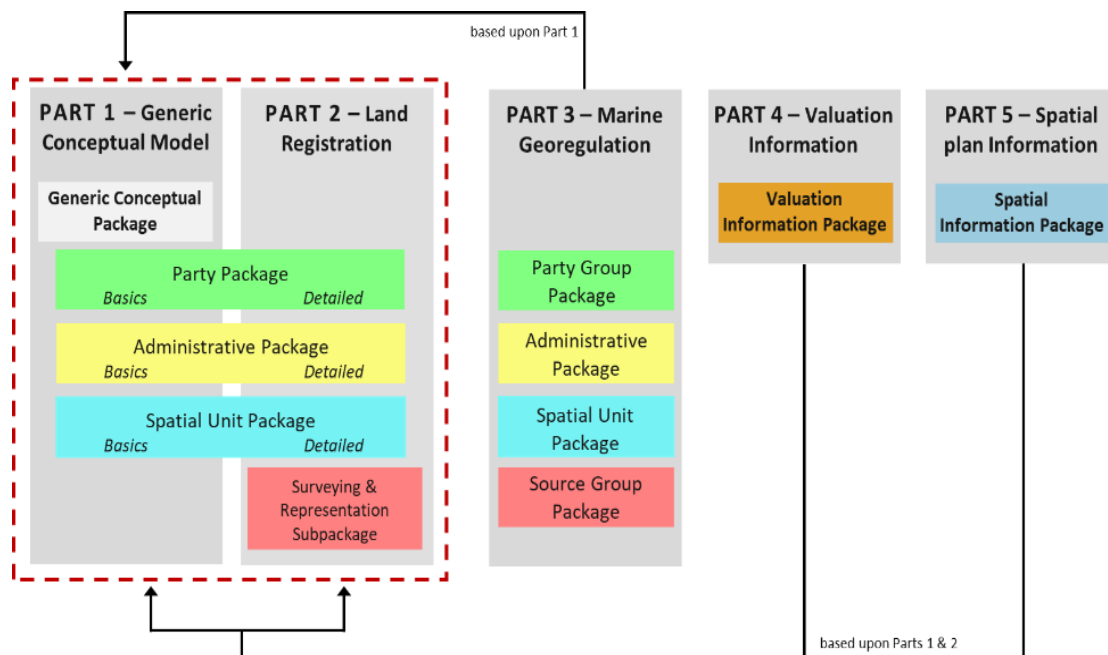 based upon Part 1
PART 1 – Generic
Conceptual Model
PART 2 – Land
Registration
PART 3 – Marine
Georegulation
PART 4 – Valuation
Information
PART 5 – Spatial
plan Information
Generic Conceptual
Package
Valuation
Information Package
Spatial
Information Package
Party Package
Basics
Detailed
Party Group
Package
Administrative Package
Basics
Detailed
Administrative
Package
Spatial Unit Package
Basics
Detailed
Spatial Unit
Package
Surveying &
Representation
Subpackage
Source Group
Package
based upon Parts 1 & 2